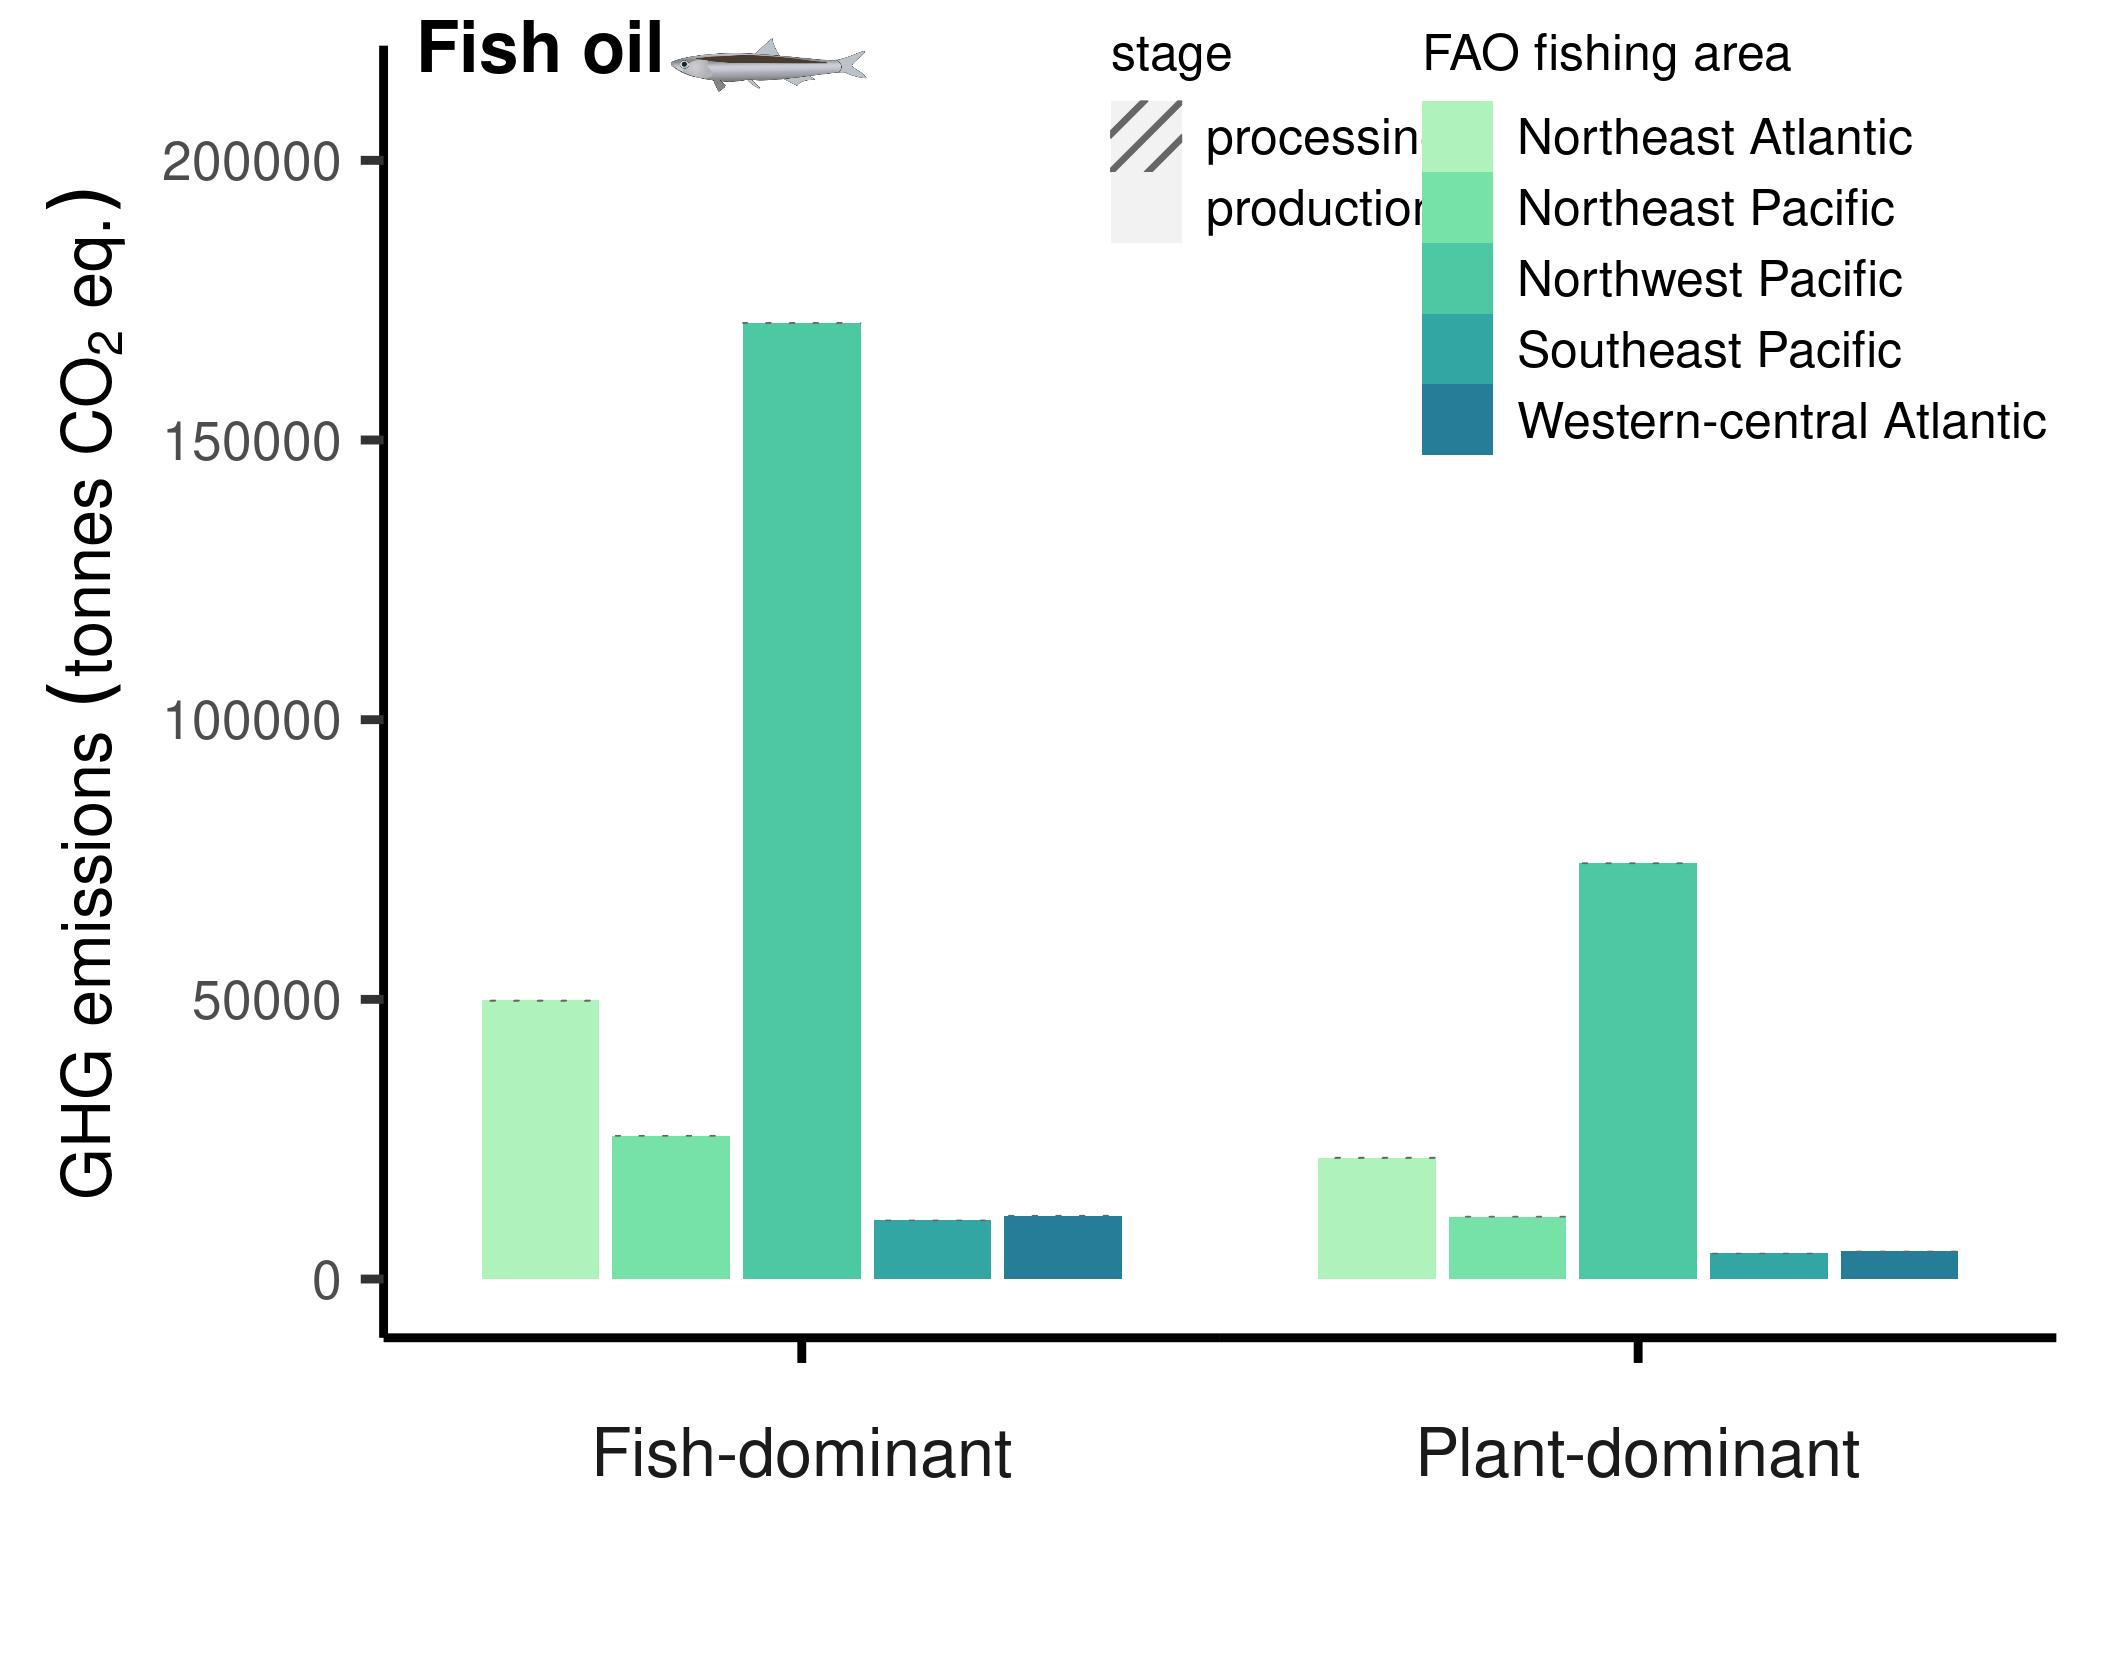 Fish oil
stage
processin
production
FAO fishing area
Northeast Atlantic
Northeast Pacific
Northwest Pacific
Southeast Pacific
Western-central Atlantic
GHG emissions (tonnes CO₂ eq.)
200000
150000
100000
50000
0
Fish-dominant
Plant-dominant